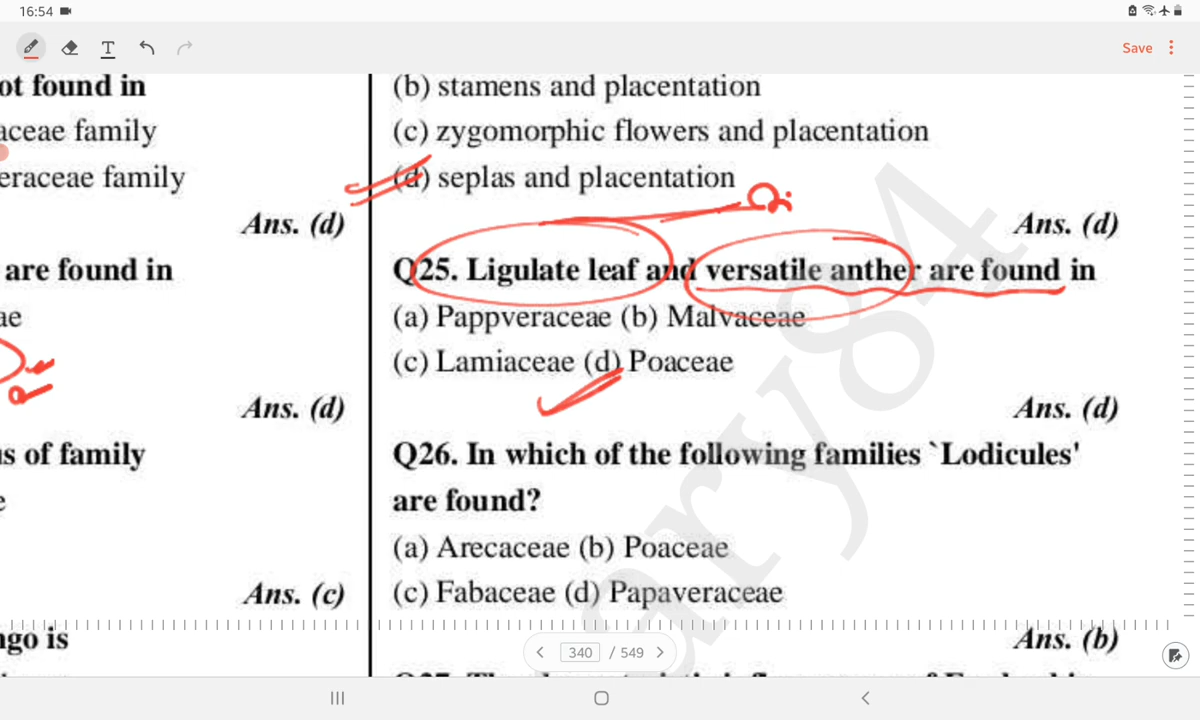 16:54
T
Save
ot found in
aceae family
eraceae family
Ans. (d)
are found in
ae
Ans. (d)
s of family
e
Ans. (c)
ngo is
(b) stamens and placentation
(c) zygomorphic flowers and placentation
(d) seplas and placentation
Ans. (d)
Q25. Ligulate leaf and versatile anther are found in
(a) Pappveraceae (b) Malvaceae
(c) Lamiaceae (d) Poaceae
Ans. (d)
Q26. In which of the following families `Lodicules'
are found?
(a) Arecaceae (b) Poaceae
(c) Fabaceae (d) Papaveraceae
Ans. (b)
ary84
340 / 549